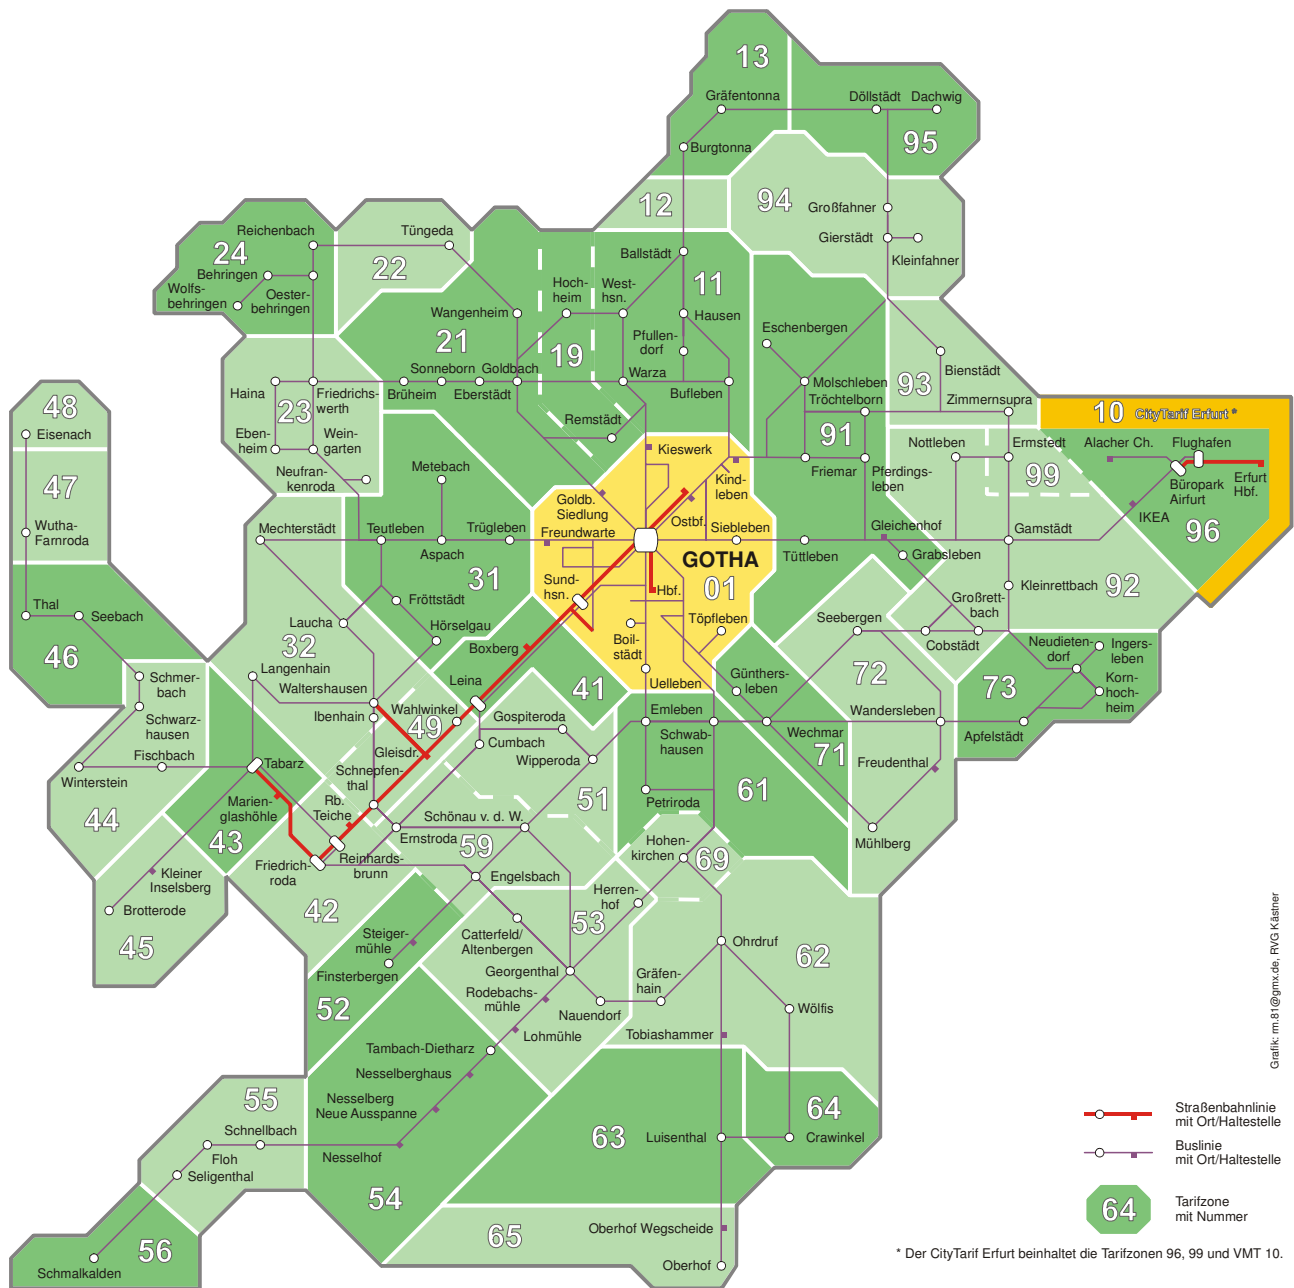 13
Gräfentonna
Döllstädt
Dachwig
95
Burgtonna
12
94
Großfahner
Gierstädt
Kleinfahner
24
Reichenbach
Behringen
Wolfs-
behringen
Oester-
behringen
Tüngeda
22
Wangenheim
21
Hoch-
heim
West-
hsn.
19
Ballstädt
11
Hausen
Pfullen-
dorf
Sonneborn
Goldbach
Brüheim
Eberstädt
Warza
Bufleben
Remstädt
Eschenbergen
Molschleben
Tröchtelborn
91
Friemar
Pferdings-
leben
93
Bienstädt
Zimmernsupra
Haina
23
Friedrichs-
werth
Eben-
heim
Wein-
garten
Neufran-
kenroda
48
Eisenach
47
Wutha-
Farnroda
Thal
Seebach
46
10
CityTarif Erfurt *
Nottleben
Ermstedt
99
Alacher Ch.
Flughafen
Büropark
Airfurt
Erfurt
Hbf.
IKEA
96
Metebach
Mechterstädt
Teutleben
Aspach
Trügleben
31
Fröttstädt
Hörselgau
Kieswerk
Kind-
leben
Goldb.
Siedlung
Freundwarte
Ostbf.
Siebleben
GOTHA
01
Sund-
hsn.
Hbf.
Töpfleben
Boil-
städt
Uelleben
Tüttleben
Gleichenhof
Grabsleben
Gamstädt
Kleinrettbach
92
Großrett-
bach
Cobstädt
Seebergen
72
Neudieten-
dorf
Ingers-
leben
Korn-
hoch-
heim
73
Apfelstädt
Wandersleben
Freudenthal
Günthers-
leben
Wechmar
71
Mühlberg
Laucha
32
Langenhain
Waltershausen
Ibenhain
Boxberg
Leina
41
Wahlwinkel
49
Gleisdr.
Schnepfen-
thal
Gospiteroda
Cumbach
Wipperoda
51
Emleben
Schwab-
hausen
61
Petriroda
Schmer-
bach
Schwarz-
hausen
Fischbach
Winterstein
44
Tabarz
Marien-
glashöhle
43
Rb.
Teiche
Friedrich-
roda
Reinhards-
brunn
Ernstroda
Schönau v. d. W.
59
Engelsbach
42
Kleiner
Inselsberg
Brotterode
45
Hohen-
kirchen
69
Herren-
hof
53
Catterfeld/
Altenbergen
Georgenthal
Steiger-
mühle
Finsterbergen
52
Rodebachs-
mühle
Lohmühle
Nauendorf
Gräfen-
hain
Ohrdruf
62
Wölfis
Tobiashammer
Tambach-Dietharz
Nesselberghaus
Nesselberg
Neue Ausspanne
Nesselhof
54
55
Schnellbach
Floh
Seligenthal
56
Schmalkalden
63
Luisenthal
64
Crawinkel
65
Oberhof Wegscheide
Oberhof
Grafik: rm.81@gmx.de, RVG Kästner
Straßenbahnlinie
mit Ort/Haltestelle
Buslinie
mit Ort/Haltestelle
64
Tarifzone
mit Nummer
* Der CityTarif Erfurt beinhaltet die Tarifzonen 96, 99 und VMT 10.